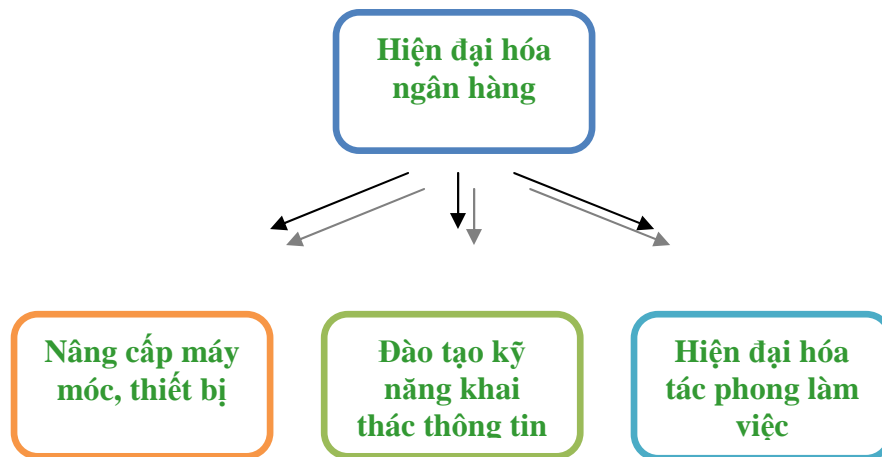 Hiện đại hóa
ngân hàng
Nâng cấp máy
móc, thiết bị
Đào tạo kỹ
năng khai
thác thông tin
Hiện đại hóa
tác phong làm
việc